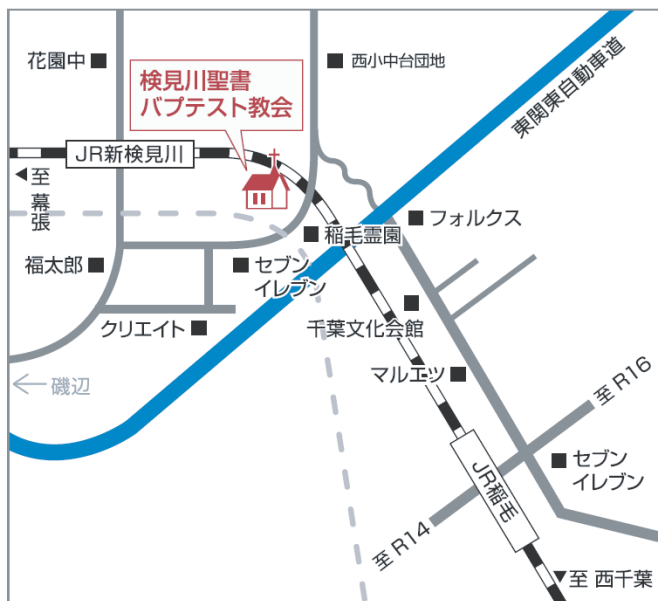 花園中
西小中台団地
検見川聖書
バプテスト教会
東関東自動車道
JR新検見川
至 幕張
フォルクス
稲毛霊園
福太郎
セブン
イレブン
千葉文化会館
クリエイト
マルエツ
磯辺
至 R16
セブン
イレブン
JR稲毛
至 R14
至 西千葉